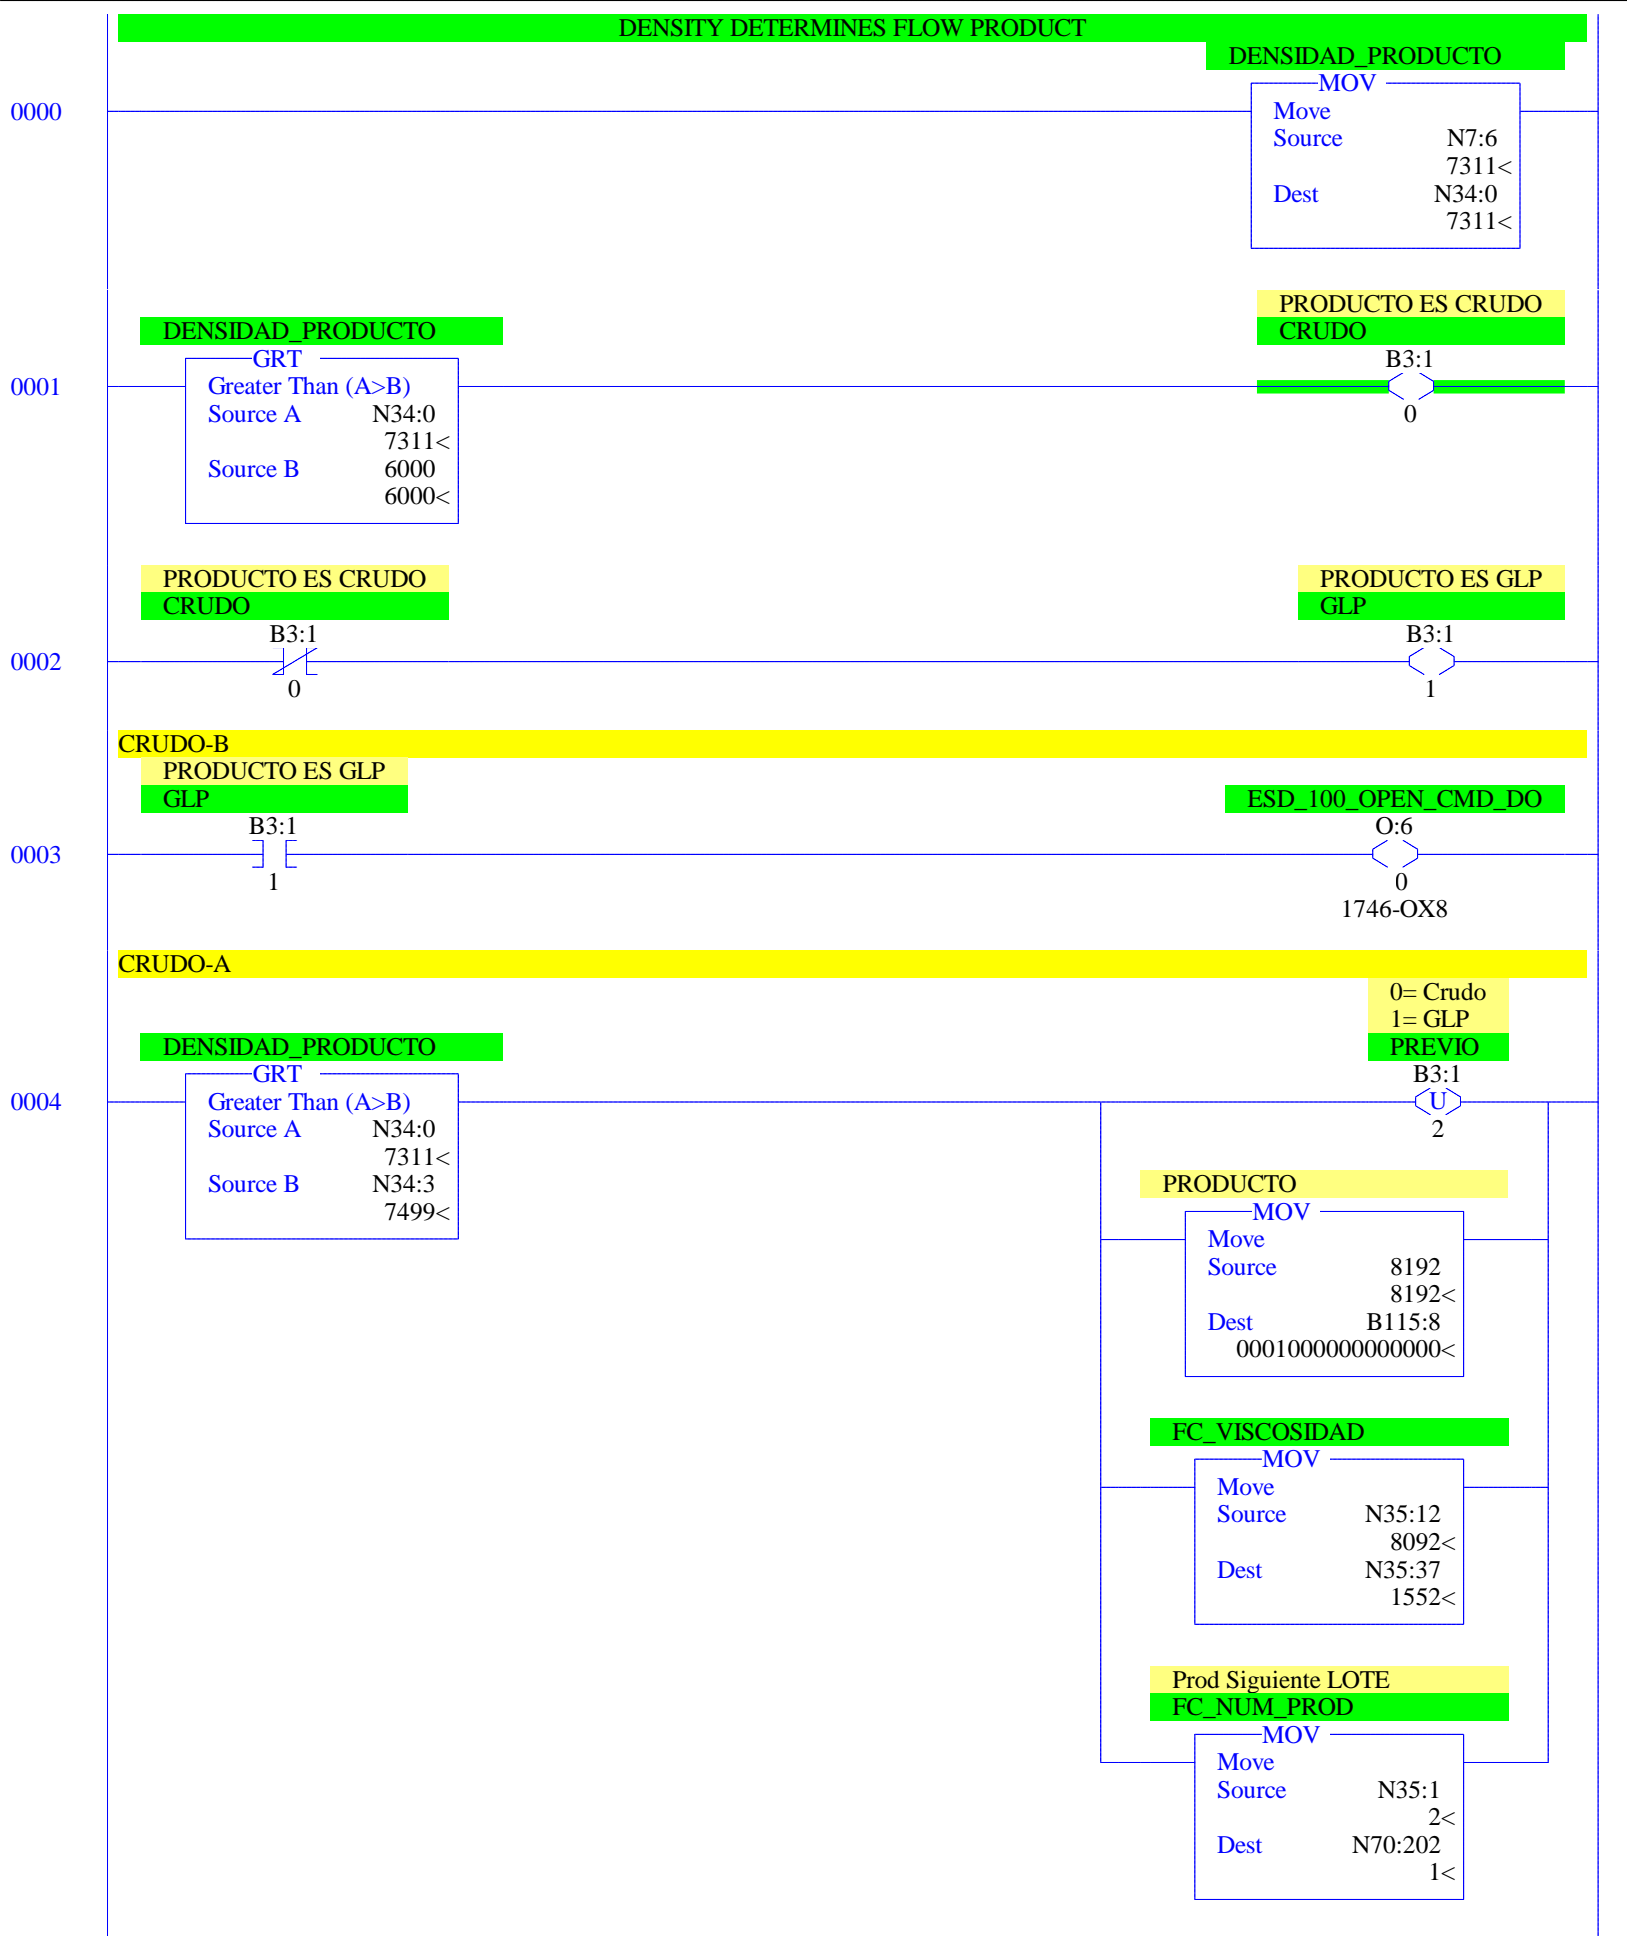 DENSITY DETERMINES FLOW PRODUCT
DENSIDAD_PRODUCTO
MOV
0000
Move
Source N7:6
7311<
Dest N34:0
7311<
PRODUCTO ES CRUDO
DENSIDAD_PRODUCTO CRUDO
GRT B3:1
0001 Greater Than (A>B)
Source A N34:0 0
7311<
Source B 6000
6000<
PRODUCTO ES CRUDO PRODUCTO ES GLP
CRUDO GLP
B3:1 B3:1
0002
0 1
CRUDO-B
PRODUCTO ES GLP
GLP ESD_100_OPEN_CMD_DO
B3:1 O:6
0003
1 0
1746-OX8
CRUDO-A
0= Crudo
1= GLP
DENSIDAD_PRODUCTO PREVIO
GRT B3:1
0004 Greater Than (A>B) U
Source A N34:0 2
7311<
Source B N34:3
7499<
PRODUCTO
MOV
Move
Source 8192
8192<
Dest B115:8
0001000000000000<
FC_VISCOSIDAD
MOV
Move
Source N35:12
8092<
Dest N35:37
1552<
Prod Siguiente LOTE
FC_NUM_PROD
MOV
Move
Source N35:1
2<
Dest N70:202
1<